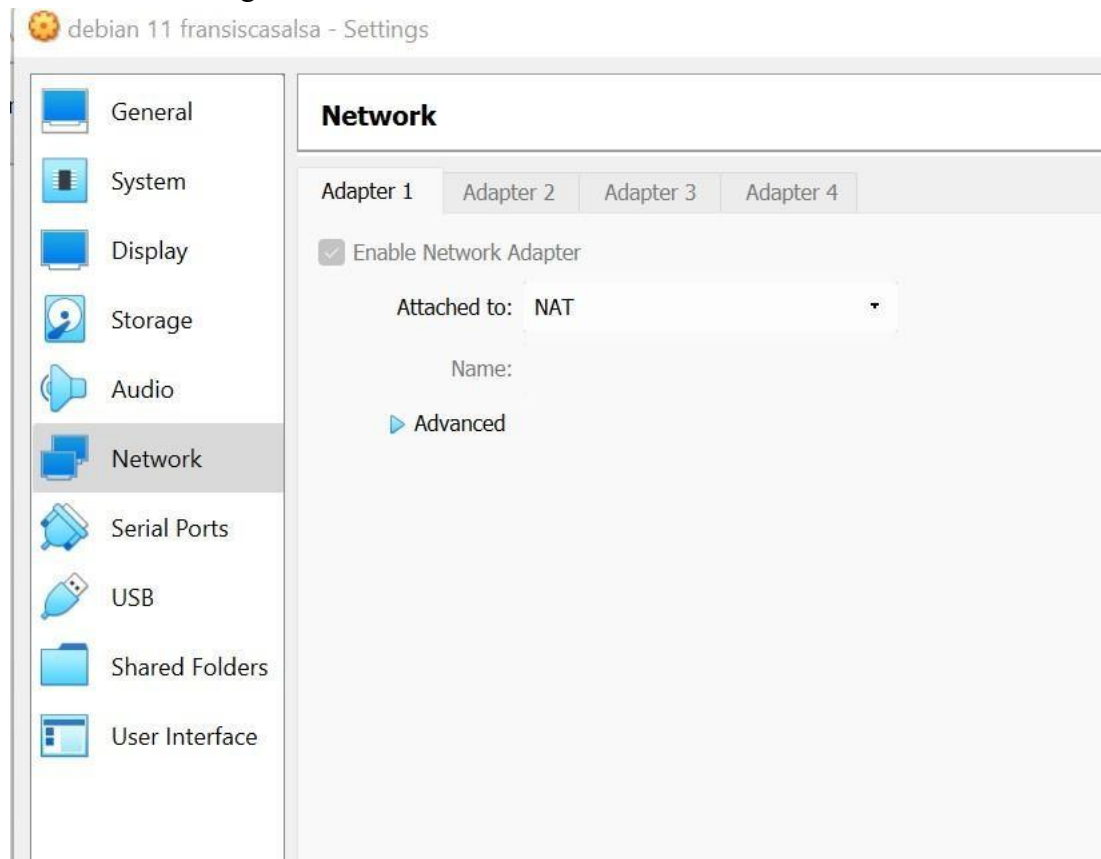 debian 11 fransiscasalsa - Settings
General
System
Display
Storage
Audio
Network
Serial Ports
USB
Shared Folders
User Interface
Network
Adapter 1 Adapter 2 Adapter 3 Adapter 4
Enable Network Adapter
Attached to: NAT
Name:
Advanced